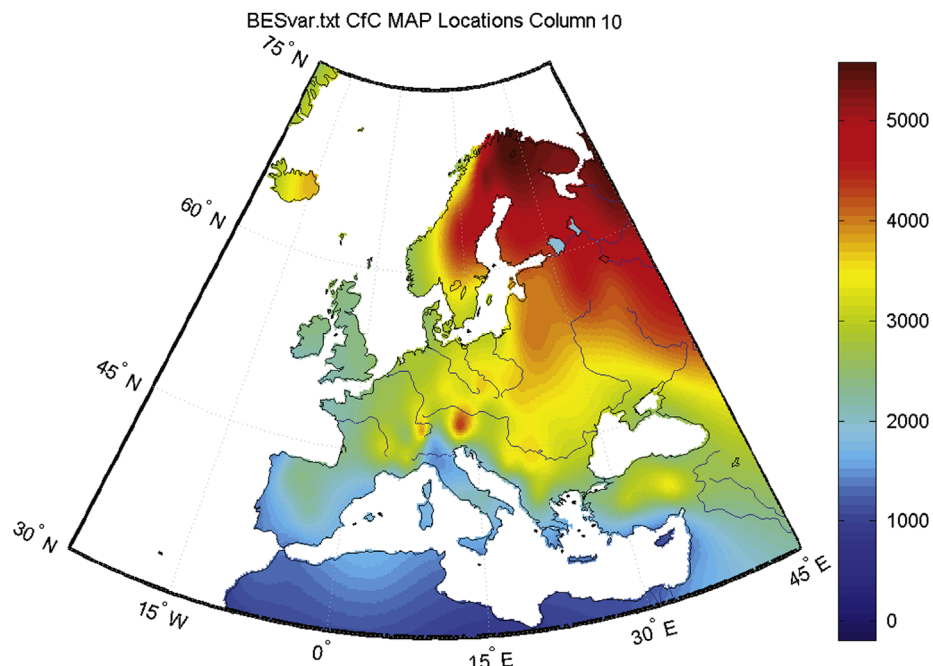 BESvar.txt CfC MAP Locations Column 10
75° N
60° N
45° N
30° N
15° W
0°
15° E
30° E
45° E
5000
4000
3000
2000
1000
0